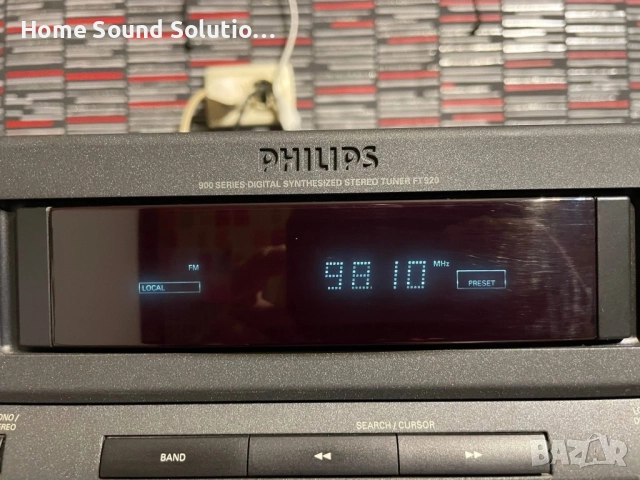 Home Sound Solutio...
PHILIPS
900 SERIES DIGITAL SYNTHESIZED STEREO TUNER FT920
FM
98.10 MHz
LOCAL
PRESET
SEARCH / CURSOR
BAND
BAZAR